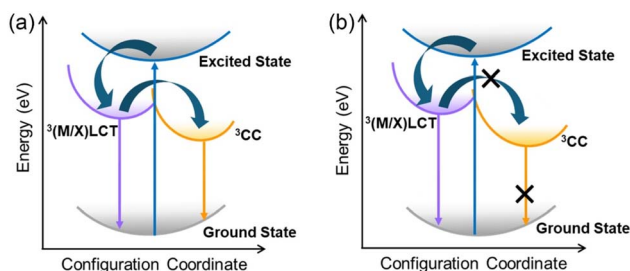 (a)
Energy (eV)
Excited State
³(M/X)LCT
³CC
Ground State
Configuration Coordinate
(b)
Energy (eV)
Excited State
³(M/X)LCT
³CC
Ground State
Configuration Coordinate